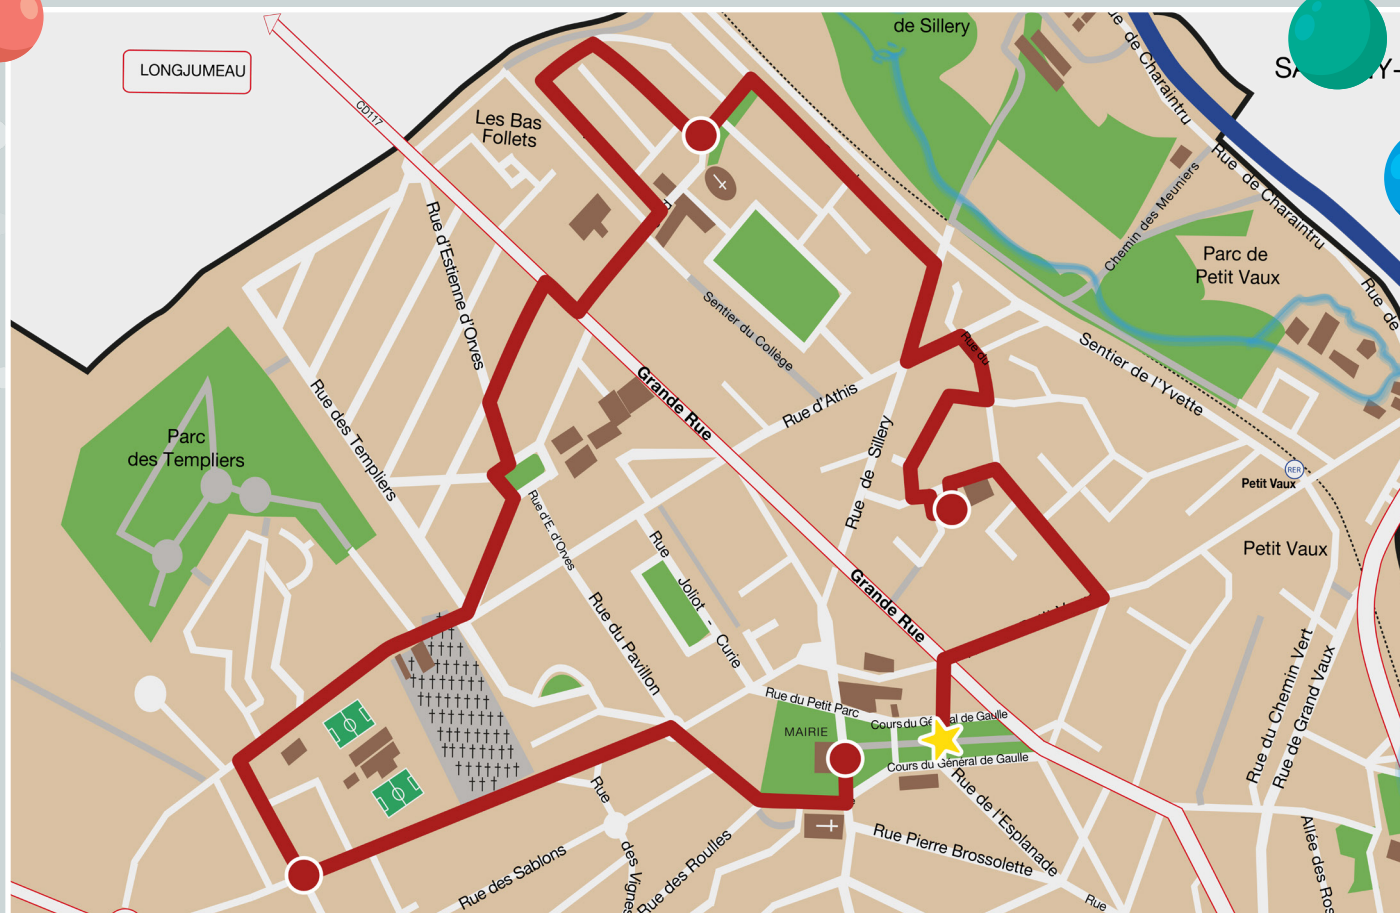 de Sillery
LONGJUMEAU
CD117
Les Bas
Follets
de Charaintru
Rue de Charaintru
Chemin des Meuniers
Parc de
Petit Vaux
Rue de
Rue d'Estienne d'Orves
Sentier du Collège
Sentier de l'Yvette
Rue du
Grande Rue
Rue d'Athis
Rue des Templiers
Parc
des Templiers
Rue de Sillery
RER
Petit Vaux
Rue d'E. d'Orves
Petit Vaux
Rue Joliot - Curie
Grande Rue
Rue du Pavillon
Rue du Petit Parc
Cours du Général de Gaulle
MAIRIE
Cours du Général de Gaulle
Rue du Chemin Vert
Rue de Grand Vaux
Rue de l'Esplanade
Rue des Vignes
Rue Pierre Brossolette
Rue des Sablons
Rue des Roulles
Rue
Allée des Ros